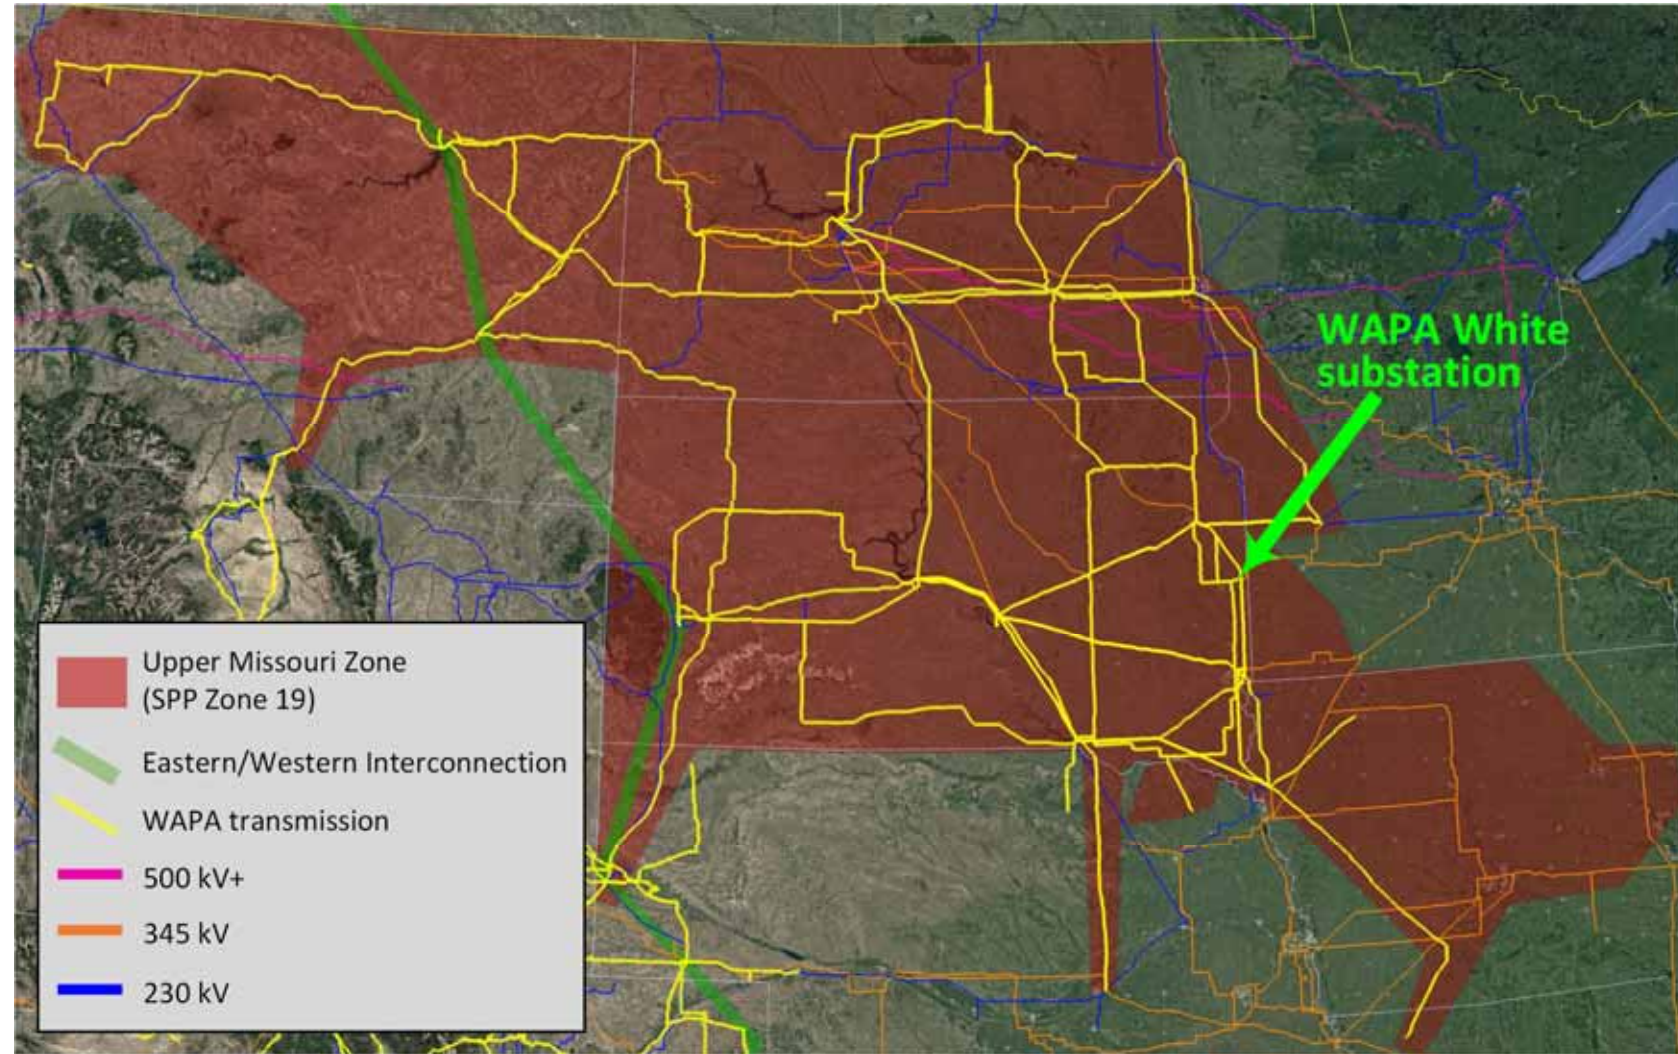 WAPA White
substation
Upper Missouri Zone
(SPP Zone 19)
Eastern/Western Interconnection
WAPA transmission
500 kV+
345 kV
230 kV